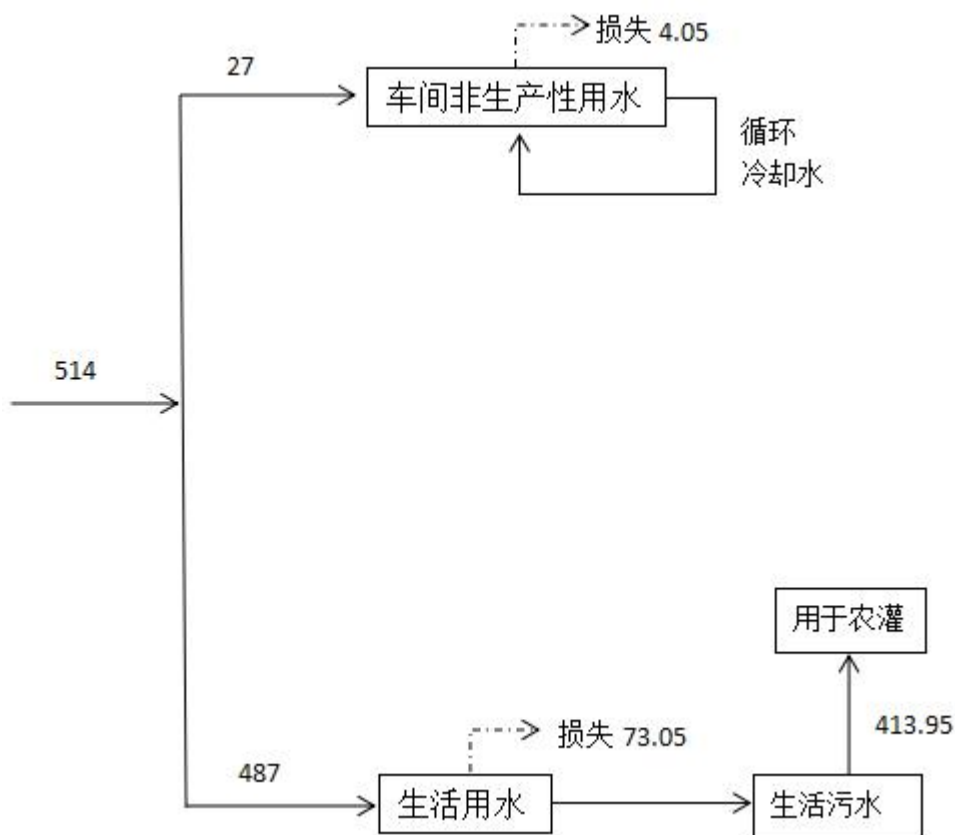 损失 4.05
27
车间非生产性用水
循环
冷却水
514
用于农灌
损失 73.05
413.95
487
生活用水
生活污水